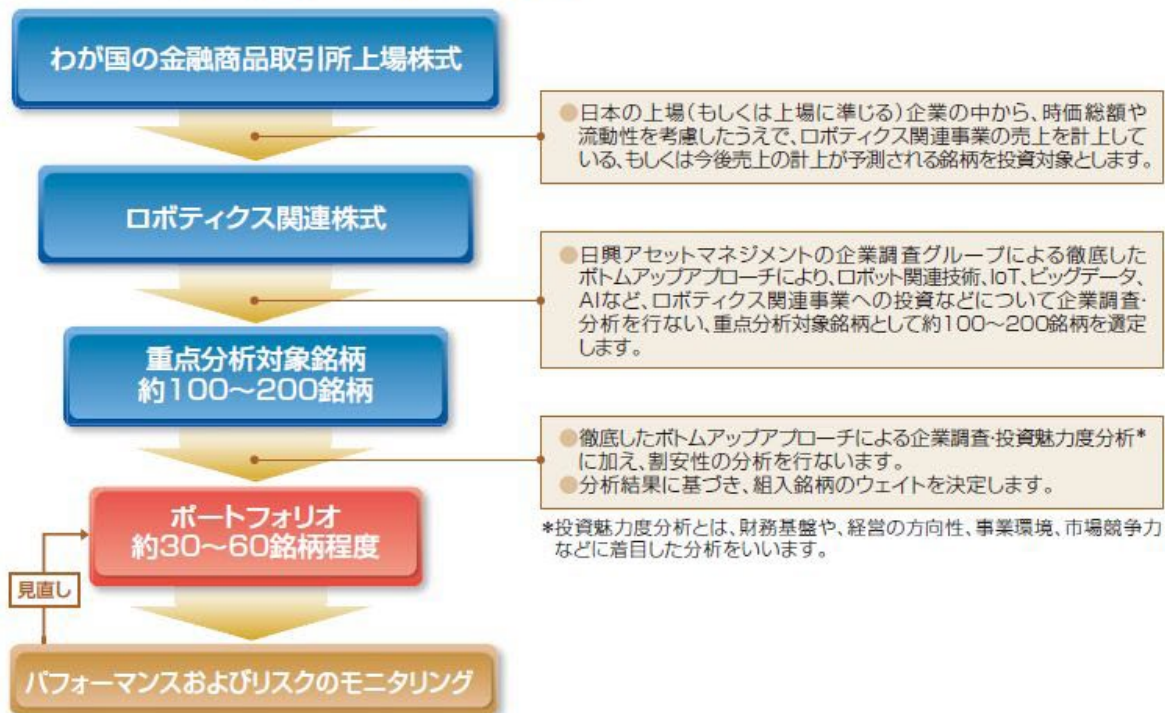 わが国の金融商品取引所上場株式
●日本の上場(もしくは上場に準じる)企業の中から、時価総額や
流動性を考慮したうえで、ロボティクス関連事業の売上を計上して
いる、もしくは今後売上の計上が予測される銘柄を投資対象とします。
ロボティクス関連株式
●日興アセットマネジメントの企業調査グループによる徹底した
ボトムアップアプローチにより、ロボット関連技術、IoT、ビッグデータ、
AIなど、ロボティクス関連事業への投資などについて企業調査・
分析を行ない、重点分析対象銘柄として約100〜200銘柄を選定
します。
重点分析対象銘柄
約100〜200銘柄
●徹底したボトムアップアプローチによる企業調査・投資魅力度分析*
に加え、割安性の分析を行ないます。
●分析結果に基づき、組入銘柄のウェイトを決定します。
*投資魅力度分析とは、財務基盤や、経営の方向性、事業環境、市場競争力
などに着目した分析をいいます。
ポートフォリオ
約30〜60銘柄程度
見直し
パフォーマンスおよびリスクのモニタリング